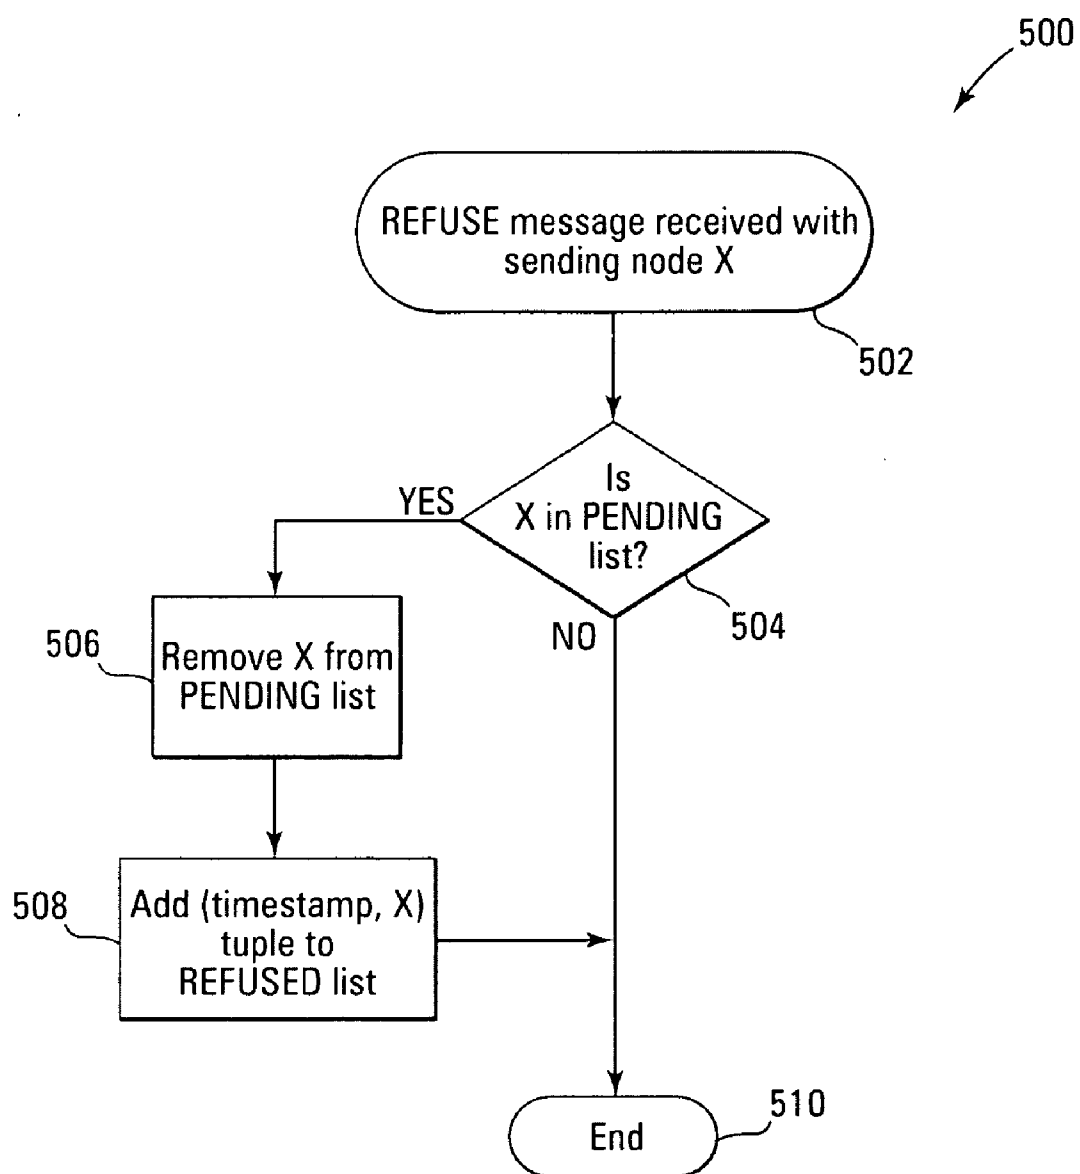 500
REFUSE message received with
sending node X
502
Is
X in PENDING
list?
YES
504
NO
506
Remove X from
PENDING list
508
Add (timestamp, X)
tuple to
REFUSED list
510
End